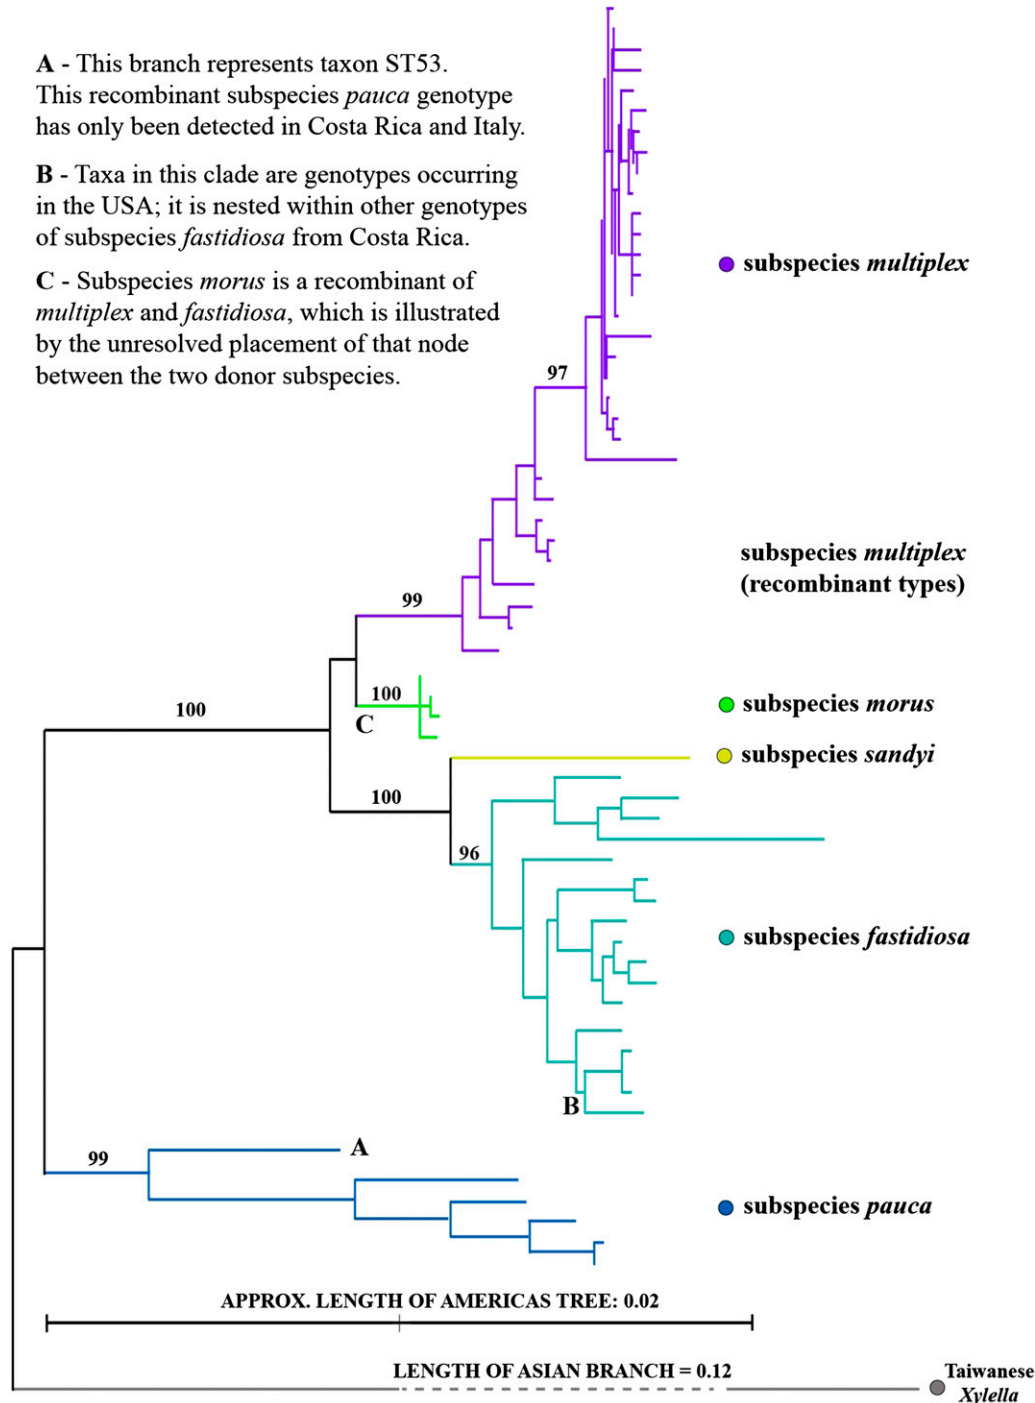 A - This branch represents taxon ST53.
This recombinant subspecies pauca genotype
has only been detected in Costa Rica and Italy.
B - Taxa in this clade are genotypes occurring
in the USA; it is nested within other genotypes
of subspecies fastidiosa from Costa Rica.
C - Subspecies morus is a recombinant of
multiplex and fastidiosa, which is illustrated
by the unresolved placement of that node
between the two donor subspecies.
subspecies multiplex
97
subspecies multiplex
(recombinant types)
99
100
C
subspecies morus
100
subspecies sandyi
100
96
subspecies fastidiosa
B
99
A
subspecies pauca
APPROX. LENGTH OF AMERICAS TREE: 0.02
LENGTH OF ASIAN BRANCH = 0.12
Taiwanese
Xylella